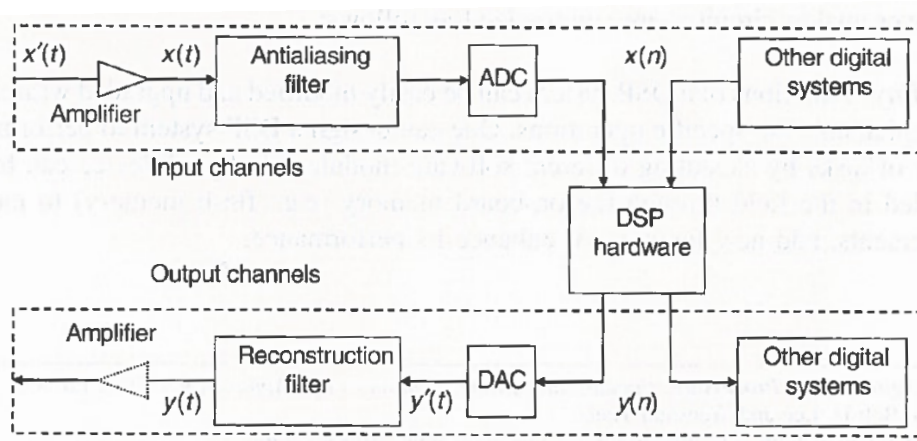 x'(t)
x(t)
Antialiasing
filter
ADC
x(n)
Other digital
systems
Amplifier
Input channels
DSP
hardware
Output channels
Amplifier
y(t)
Reconstruction
filter
y'(t)
DAC
y(n)
Other digital
systems